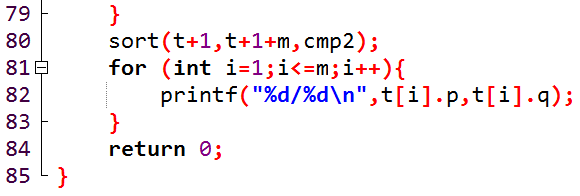 79 }
80 sort(t+1,t+1+m,cmp2);
81 for (int i=1;i<=m;i++){
82 printf("%d/%d\n",t[i].p,t[i].q);
83 }
84 return 0;
85 }